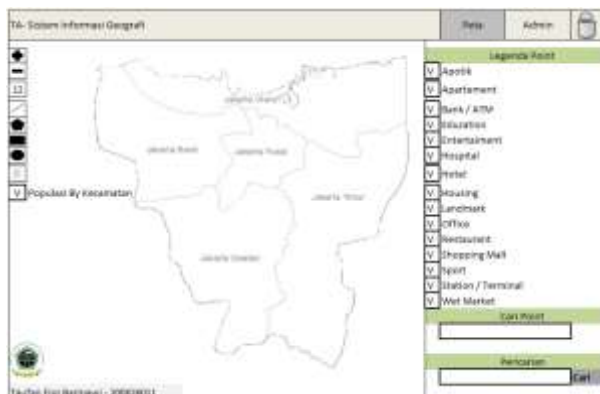 TA- Sistem Informasi Geografi
Peta
Admin
Legenda Point
V Apotik
V Apartement
V Bank / ATM
V Education
V Entertaiment
V Hospital
V Hotel
V Housing
V Landmark
V Office
V Restaurant
V Shopping Mall
V Sport
V Station / Terminal
V Wet Market
12
V Populasi By Kecamatan
Jakarta Utara
Jakarta Barat
Jakarta Pusat
Jakarta Timur
Jakarta Selatan
Cari Point
Pencarian
Cari